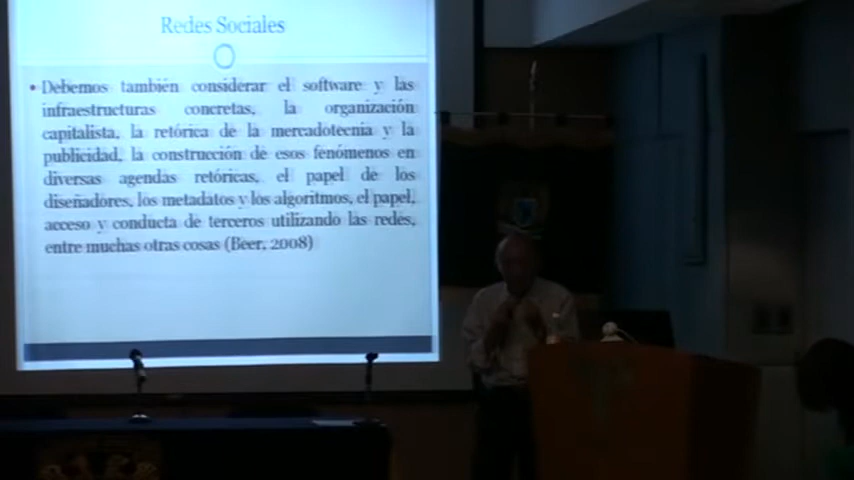 Redes Sociales
• Debemos también considerar el software y las
infraestructuras concretas, la organización
capitalista, la retórica de la mercadotecnia y la
publicidad, la construcción de esos fenómenos en
diversas agendas retóricas, el papel de los
diseñadores, los metadatos y los algoritmos, el papel,
acceso y conducta de terceros utilizando las redes,
entre muchas otras cosas (Beer, 2008)